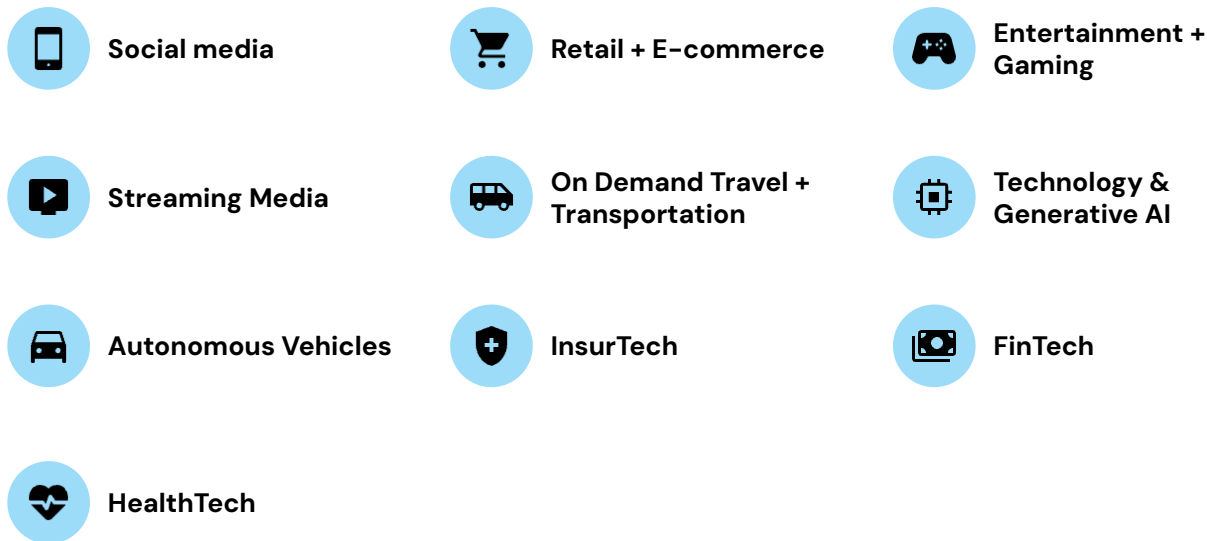 Social media
Retail + E-commerce
Entertainment +
Gaming
Streaming Media
On Demand Travel +
Transportation
Technology &
Generative AI
Autonomous Vehicles
InsurTech
FinTech
HealthTech